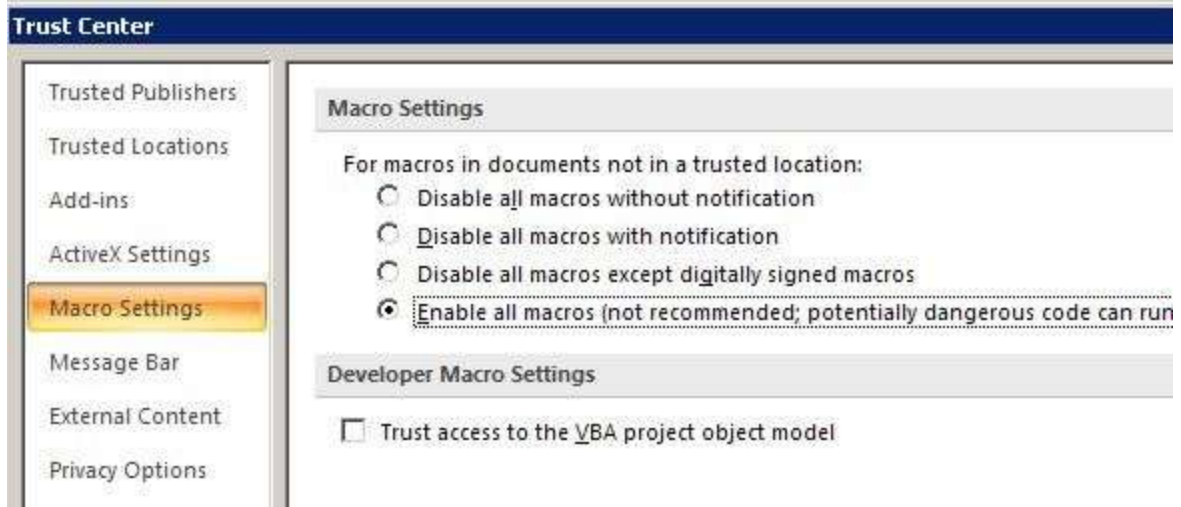 Trust Center
Trusted Publishers
Trusted Locations
Add-ins
ActiveX Settings
Macro Settings
Message Bar
External Content
Privacy Options
Macro Settings
For macros in documents not in a trusted location:
Disable all macros without notification
Disable all macros with notification
Disable all macros except digitally signed macros
Enable all macros (not recommended; potentially dangerous code can run
Developer Macro Settings
Trust access to the VBA project object model